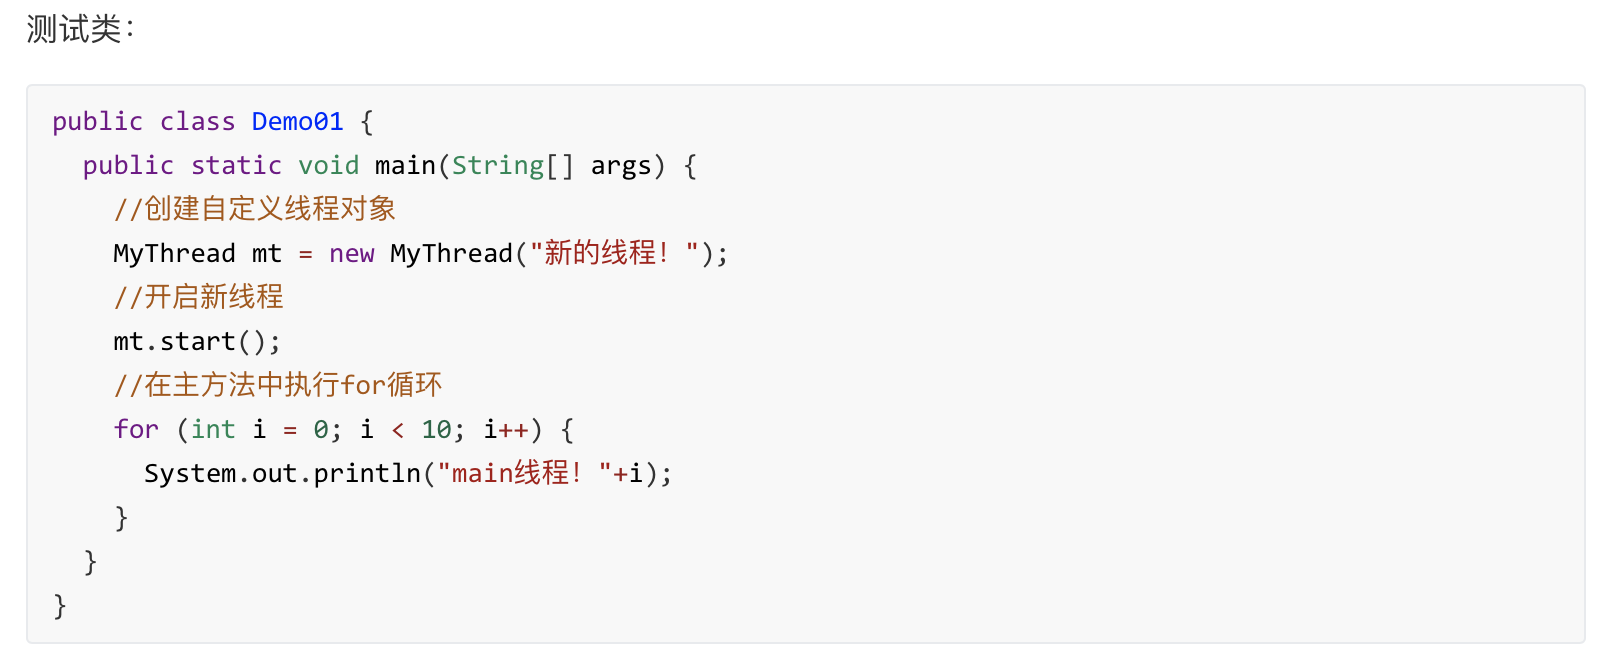 测试类：
public class Demo01 {
  public static void main(String[] args) {
    //创建自定义线程对象
    MyThread mt = new MyThread("新的线程！");
    //开启新线程
    mt.start();
    //在主方法中执行for循环
    for (int i = 0; i < 10; i++) {
      System.out.println("main线程！"+i);
    }
  }
}